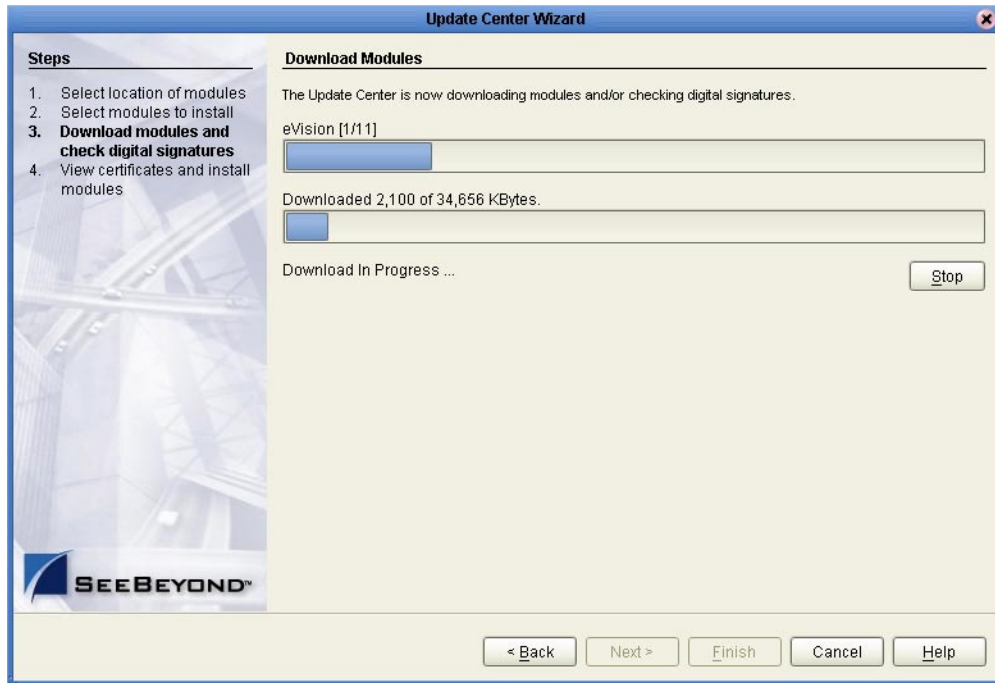 Update Center Wizard
Steps
1. Select location of modules
2. Select modules to install
3. Download modules and
check digital signatures
4. View certificates and install
modules
Download Modules
The Update Center is now downloading modules and/or checking digital signatures.
eVision [1/11]
Downloaded 2,100 of 34,656 KBytes.
Download In Progress ...
Stop
SEEBEYOND™
< Back
Next >
Finish
Cancel
Help